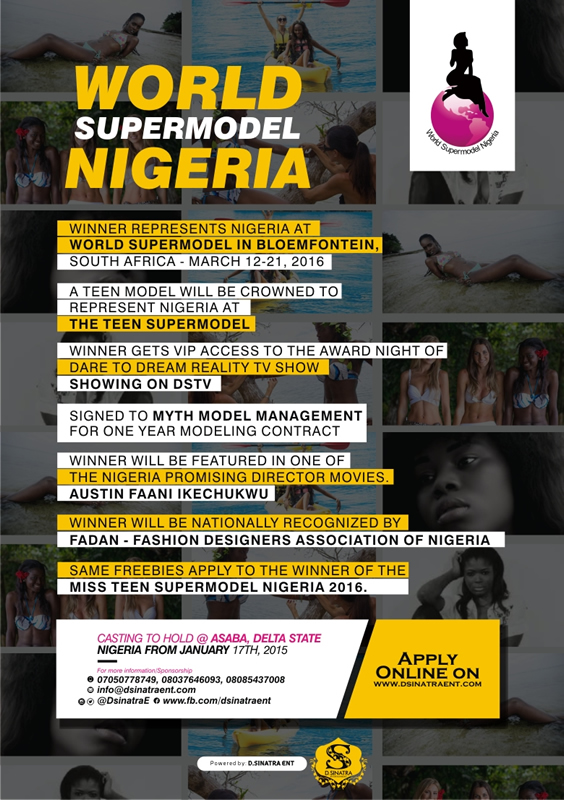 WORLD
SUPERMODEL
NIGERIA
World Supermodel Nigeria
WINNER REPRESENTS NIGERIA AT
WORLD SUPERMODEL IN BLOEMFONTEIN,
SOUTH AFRICA - MARCH 12-21, 2016
A TEEN MODEL WILL BE CROWNED TO
REPRESENT NIGERIA AT
THE TEEN SUPERMODEL
WINNER GETS VIP ACCESS TO THE AWARD NIGHT OF
DARE TO DREAM REALITY TV SHOW
SHOWING ON DSTV
SIGNED TO MYTH MODEL MANAGEMENT
FOR ONE YEAR MODELING CONTRACT
WINNER WILL BE FEATURED IN ONE OF
THE NIGERIA PROMISING DIRECTOR MOVIES.
AUSTIN FAANI IKECHUKWU
WINNER WILL BE NATIONALLY RECOGNIZED BY
FADAN - FASHION DESIGNERS ASSOCIATION OF NIGERIA
SAME FREEBIES APPLY TO THE WINNER OF THE
MISS TEEN SUPERMODEL NIGERIA 2016.
CASTING TO HOLD @ ASABA, DELTA STATE
NIGERIA FROM JANUARY 17TH, 2015
For more information/Sponsorship
07050778749, 08037646093, 08085437008
info@dsinatraent.com
@DsinatraE www.fb.com/dsinatraent
APPLY
ONLINE ON
WWW.DSINATRAENT.COM
Powered by: D.SINATRA ENT
S
D.SINATRA